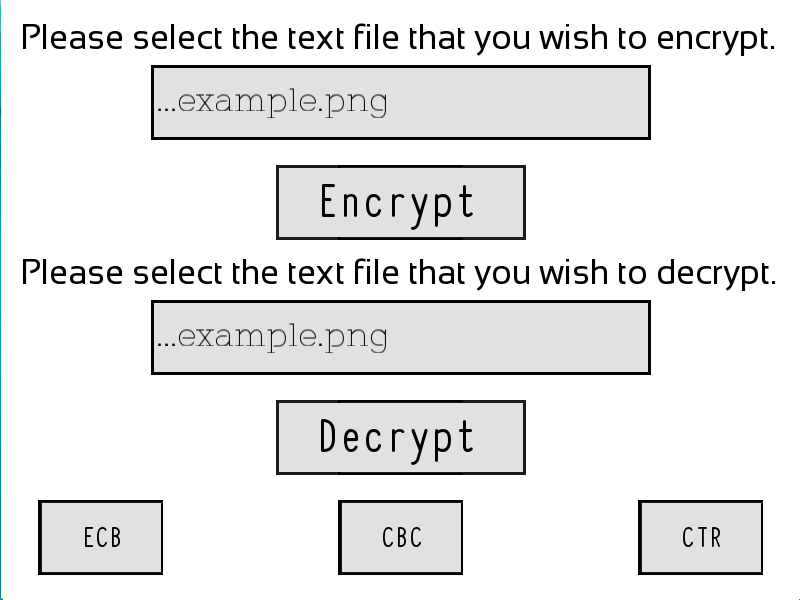 Please select the text file that you wish to encrypt.
...example.png
Encrypt
Please select the text file that you wish to decrypt.
...example.png
Decrypt
ECB CBC CTR